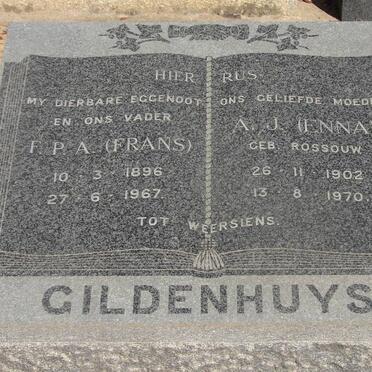 HIER RUS
MY DIERBARE EGGENOOT
EN ONS VADER
F. P. A. (FRANS)
10 - 3 - 1896
27 - 6 - 1967.
ONS GELIEFDE MOEDE
A. J. (ENNA
GEB. ROSSOUW
26 - 11 - 1902
13 - 8 - 1970.
TOT WEERSIENS.
GILDENHUYS